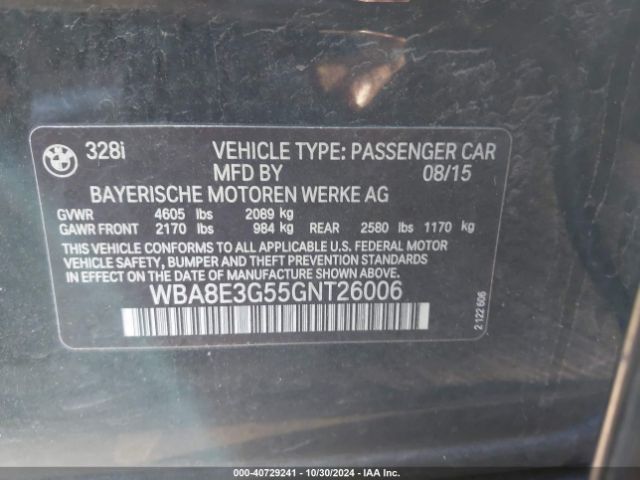 BMW
328i VEHICLE TYPE: PASSENGER CAR
MFD BY 08/15
BAYERISCHE MOTOREN WERKE AG
GVWR 4605 lbs 2089 kg
GAWR FRONT 2170 lbs 984 kg REAR 2580 lbs 1170 kg
THIS VEHICLE CONFORMS TO ALL APPLICABLE U.S. FEDERAL MOTOR
VEHICLE SAFETY, BUMPER AND THEFT PREVENTION STANDARDS
IN EFFECT ON THE DATE OF MANUFACTURE SHOWN ABOVE.
WBA8E3G55GNT26006
2 122 606
000-40729241 | 10/30/2024 | IAA Inc.